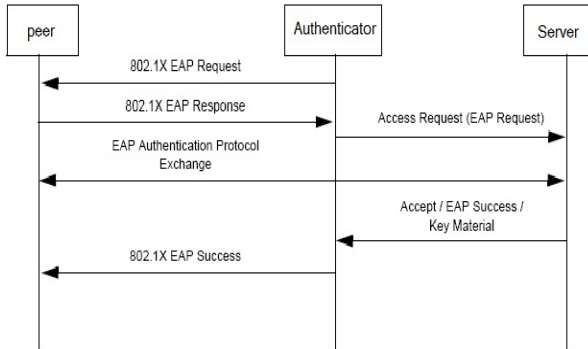 peer
Authenticator
Server
802.1X EAP Request
802.1X EAP Response
Access Request (EAP Request)
EAP Authentication Protocol
Exchange
Accept / EAP Success /
Key Material
802.1X EAP Success